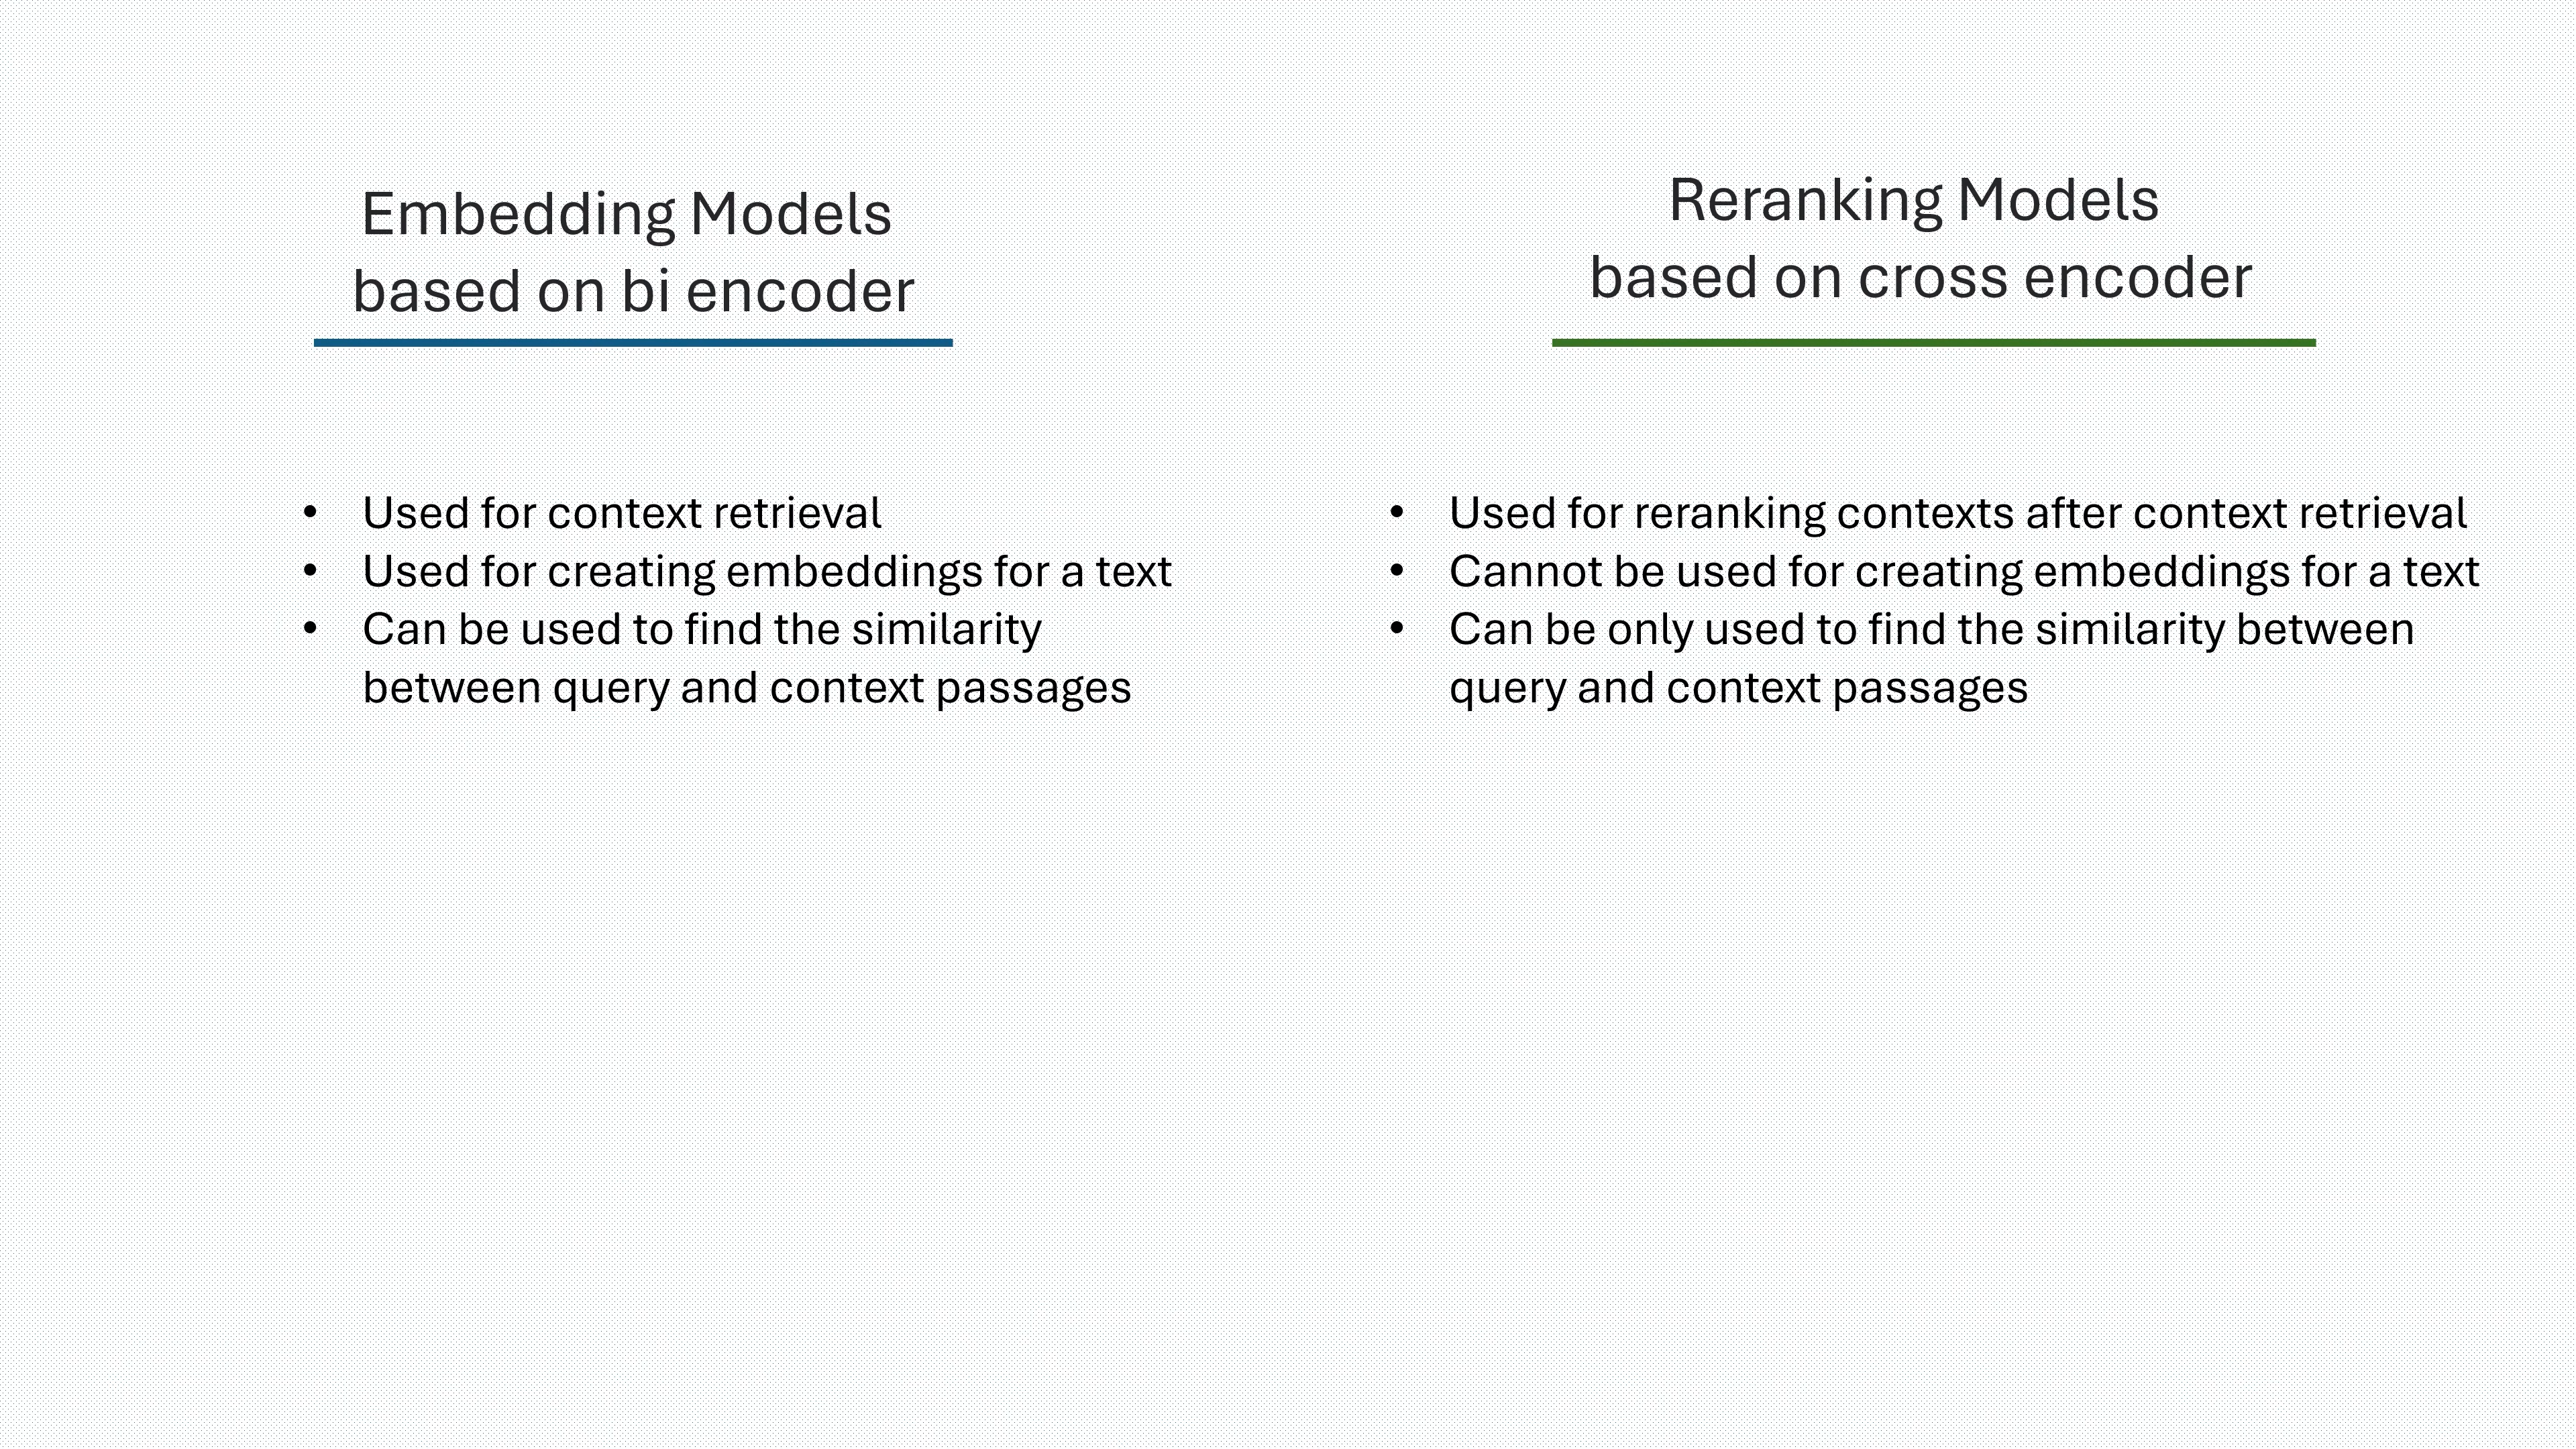 Embedding Models
based on bi encoder
• Used for context retrieval
• Used for creating embeddings for a text
• Can be used to find the similarity
between query and context passages
Reranking Models
based on cross encoder
• Used for reranking contexts after context retrieval
• Cannot be used for creating embeddings for a text
• Can be only used to find the similarity between
query and context passages